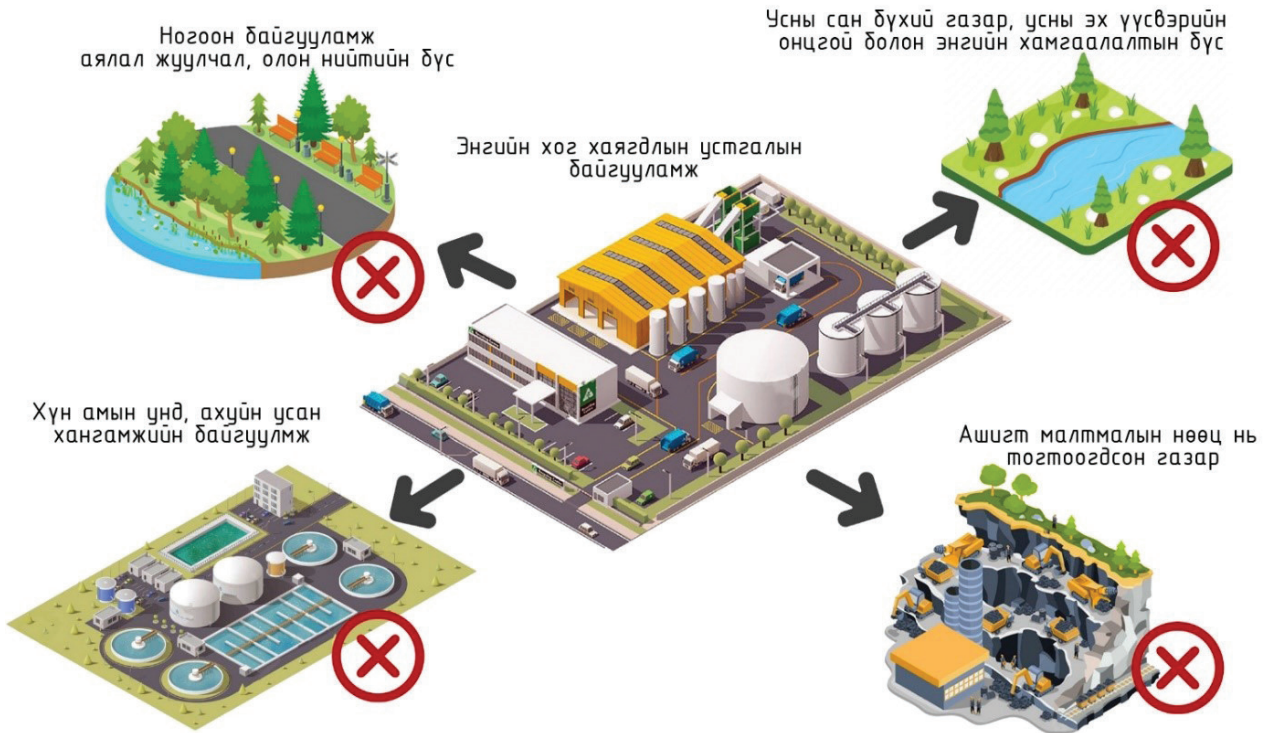 Ногоон байгууламж
аялал жуулчал, олон нийтийн бүс
Усны сан бүхий газар, усны эх үүсвэрийн
онцгой болон энгийн хамгаалалтын бүс
Энгийн хог хаягдлын устгалын
байгууламж
Хүн амын унд, ахуйн усан
хангамжийн байгуулмж
Ашигт малтмалын нөөц нь
тогтоогдсон газар